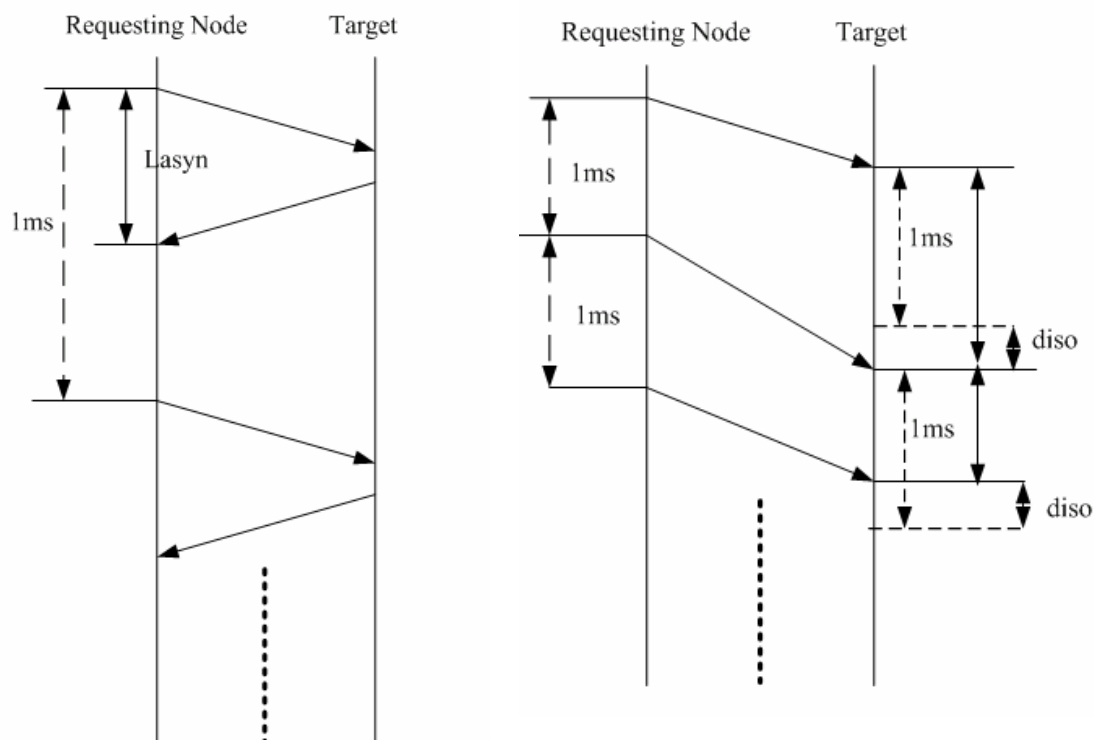 Requesting Node
Target
Lasyn
1ms
Requesting Node
Target
1ms
1ms
1ms
diso
1ms
diso